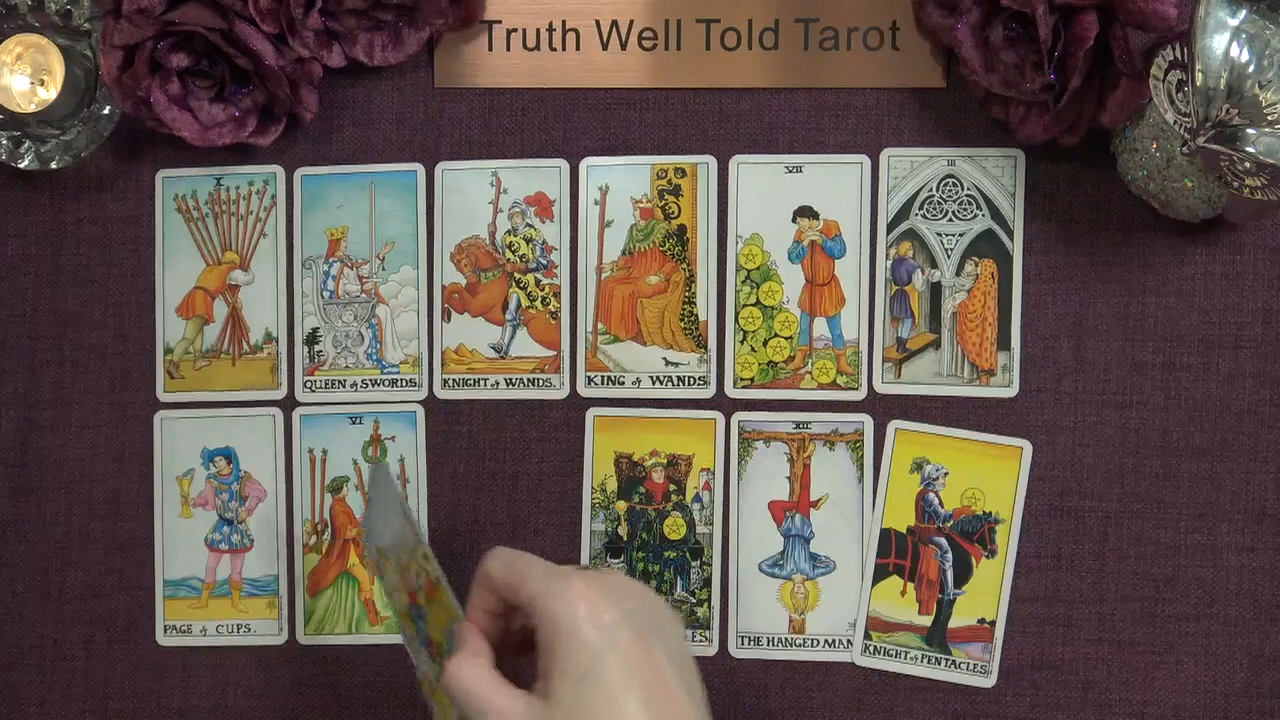 Truth Well Told Tarot
X
QUEEN of SWORDS.
KNIGHT of WANDS.
KING of WANDS
VII
III
PAGE of CUPS.
VI
ES
XII
THE HANGED MAN
KNIGHT of PENTACLES